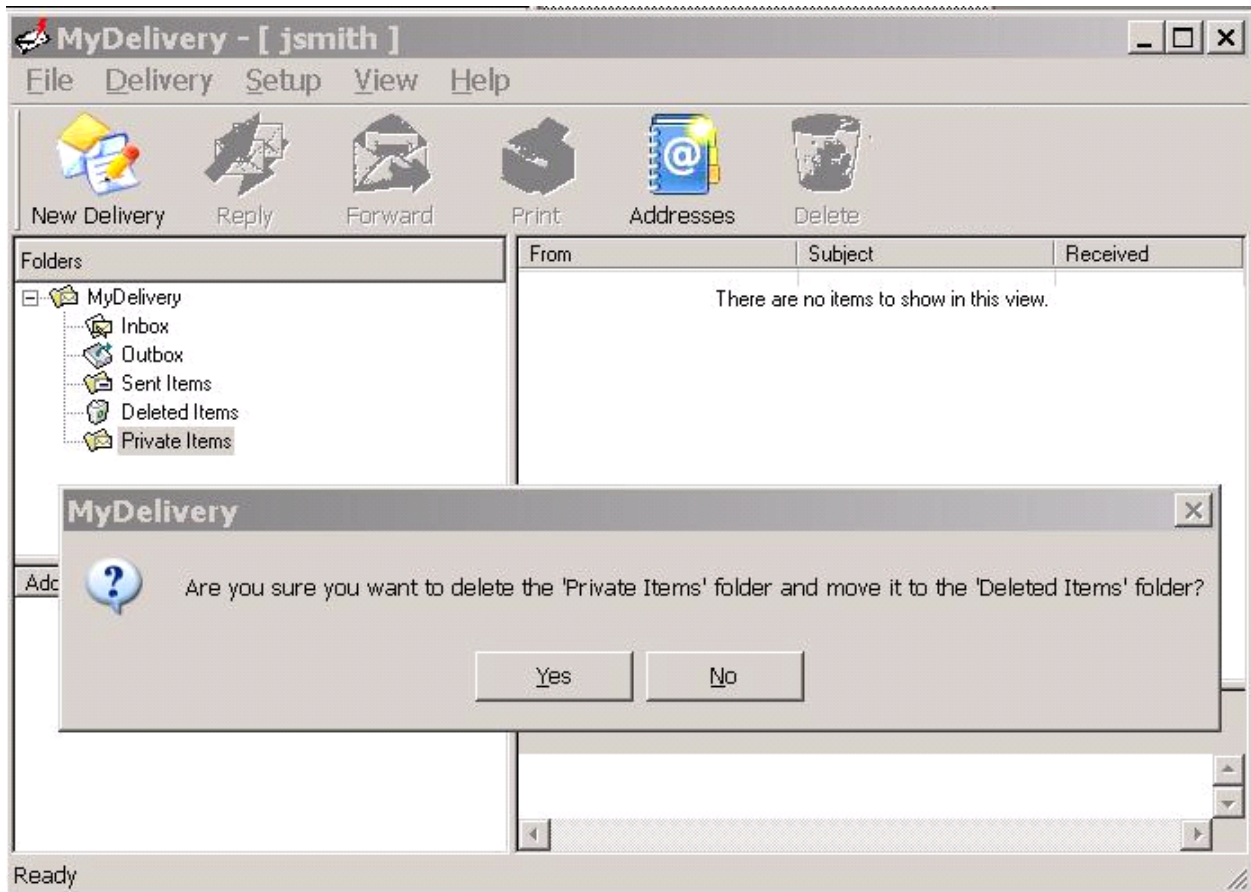 MyDelivery - [ jsmith ]
File Delivery Setup View Help
New Delivery Reply Forward Print Addresses Delete
Folders
MyDelivery
Inbox
Outbox
Sent Items
Deleted Items
Private Items
From Subject Received
There are no items to show in this view.
MyDelivery
Are you sure you want to delete the 'Private Items' folder and move it to the 'Deleted Items' folder?
Yes No
Ready